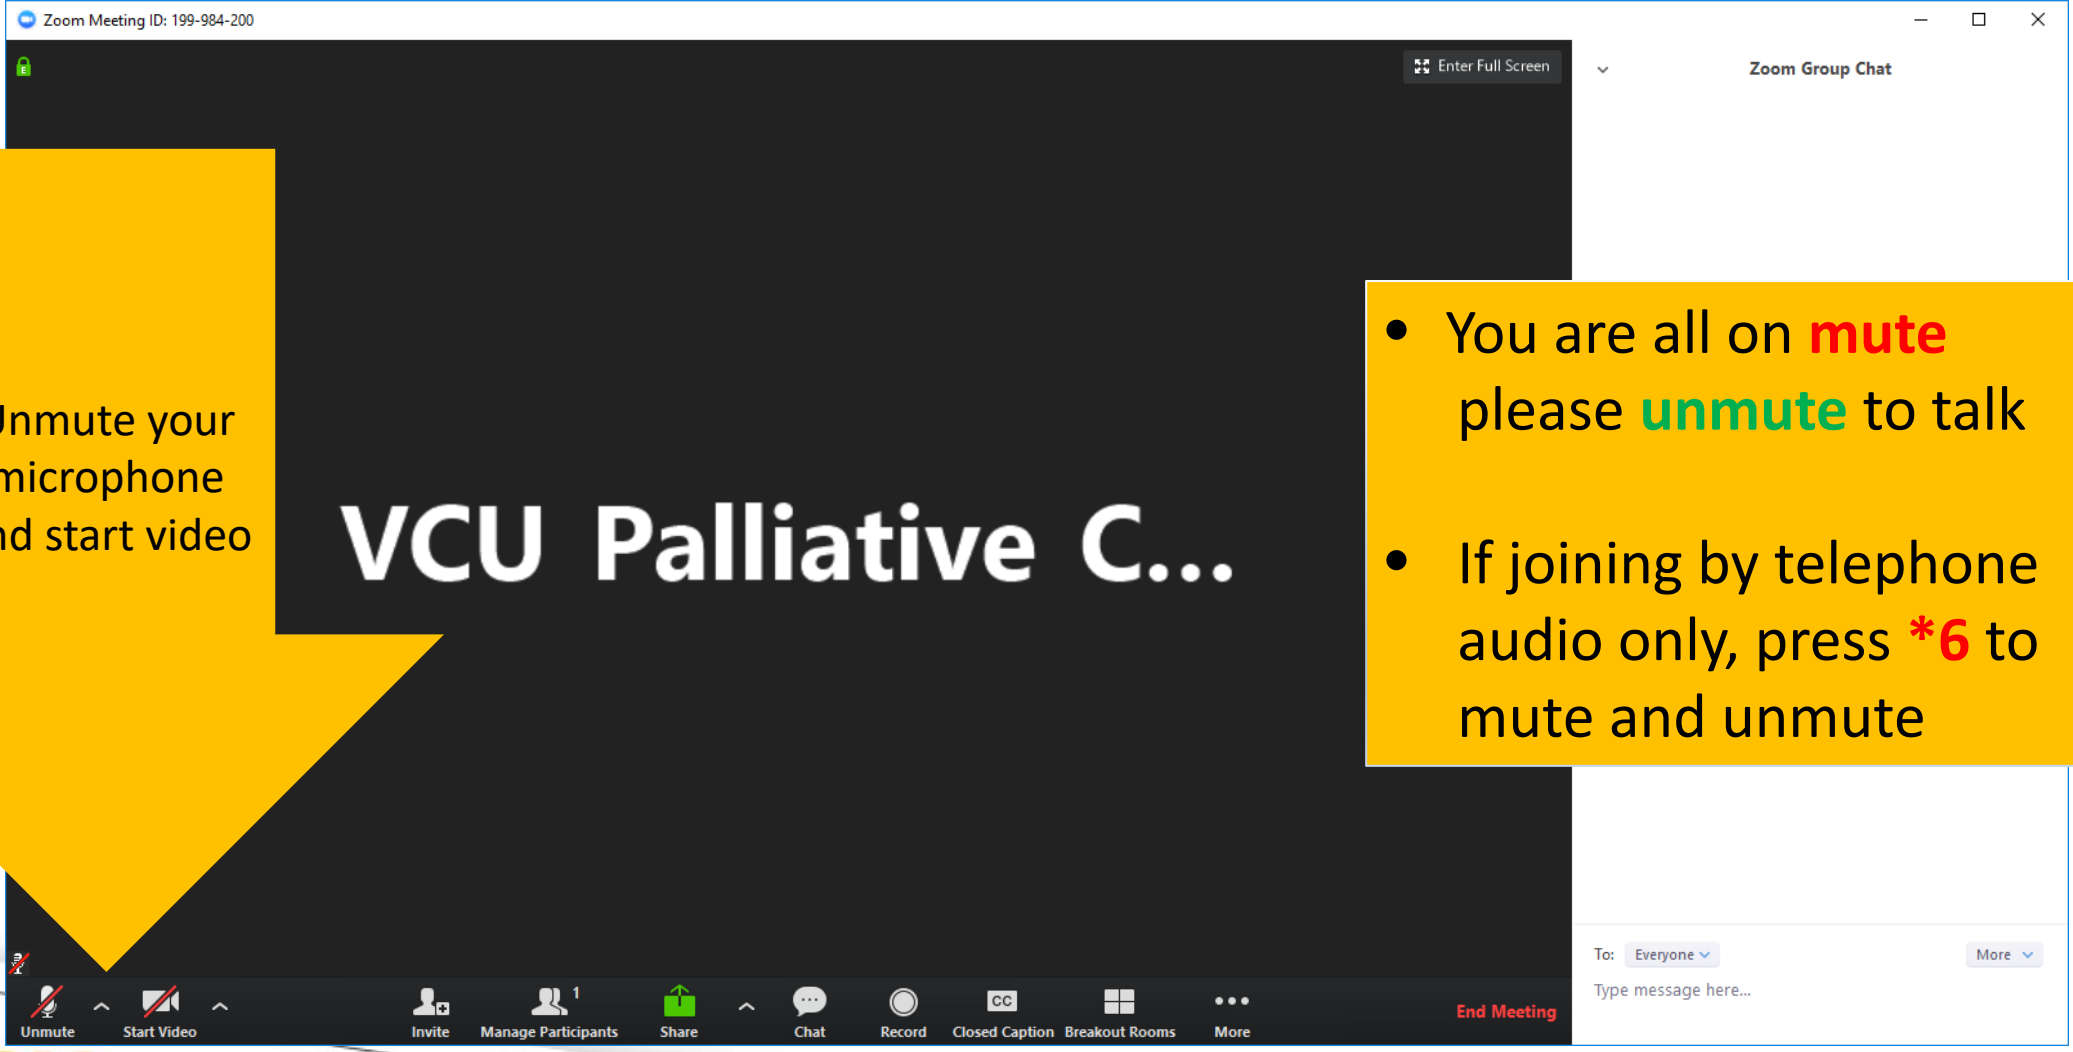 Zoom Meeting ID: 199-984-200
Enter Full Screen
Zoom Group Chat
Unmute your
microphone
nd start video
VCU Palliative C...
• You are all on mute
please unmute to talk
• If joining by telephone
audio only, press *6 to
mute and unmute
To: Everyone
More
Type message here...
Unmute
Start Video
Invite
1
Manage Participants
Share
Chat
Record
CC
Closed Caption
Breakout Rooms
More
End Meeting